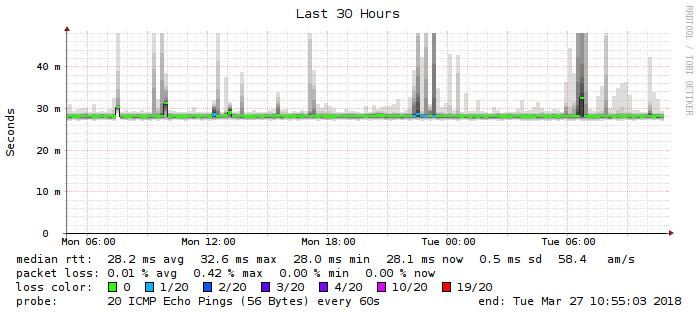 Last 30 Hours
RRDTOOL / TOBI OETIKER
Seconds
40 m
30 m
20 m
10 m
0
Mon 06:00 Mon 12:00 Mon 18:00 Tue 00:00 Tue 06:00
median rtt: 28.2 ms avg 32.6 ms max 28.0 ms min 28.1 ms now 0.5 ms sd 58.4 am/s
packet loss: 0.01 % avg 0.42 % max 0.00 % min 0.00 % now
loss color: 0 1/20 2/20 3/20 4/20 10/20 19/20
probe: 20 ICMP Echo Pings (56 Bytes) every 60s end: Tue Mar 27 10:55:03 2018